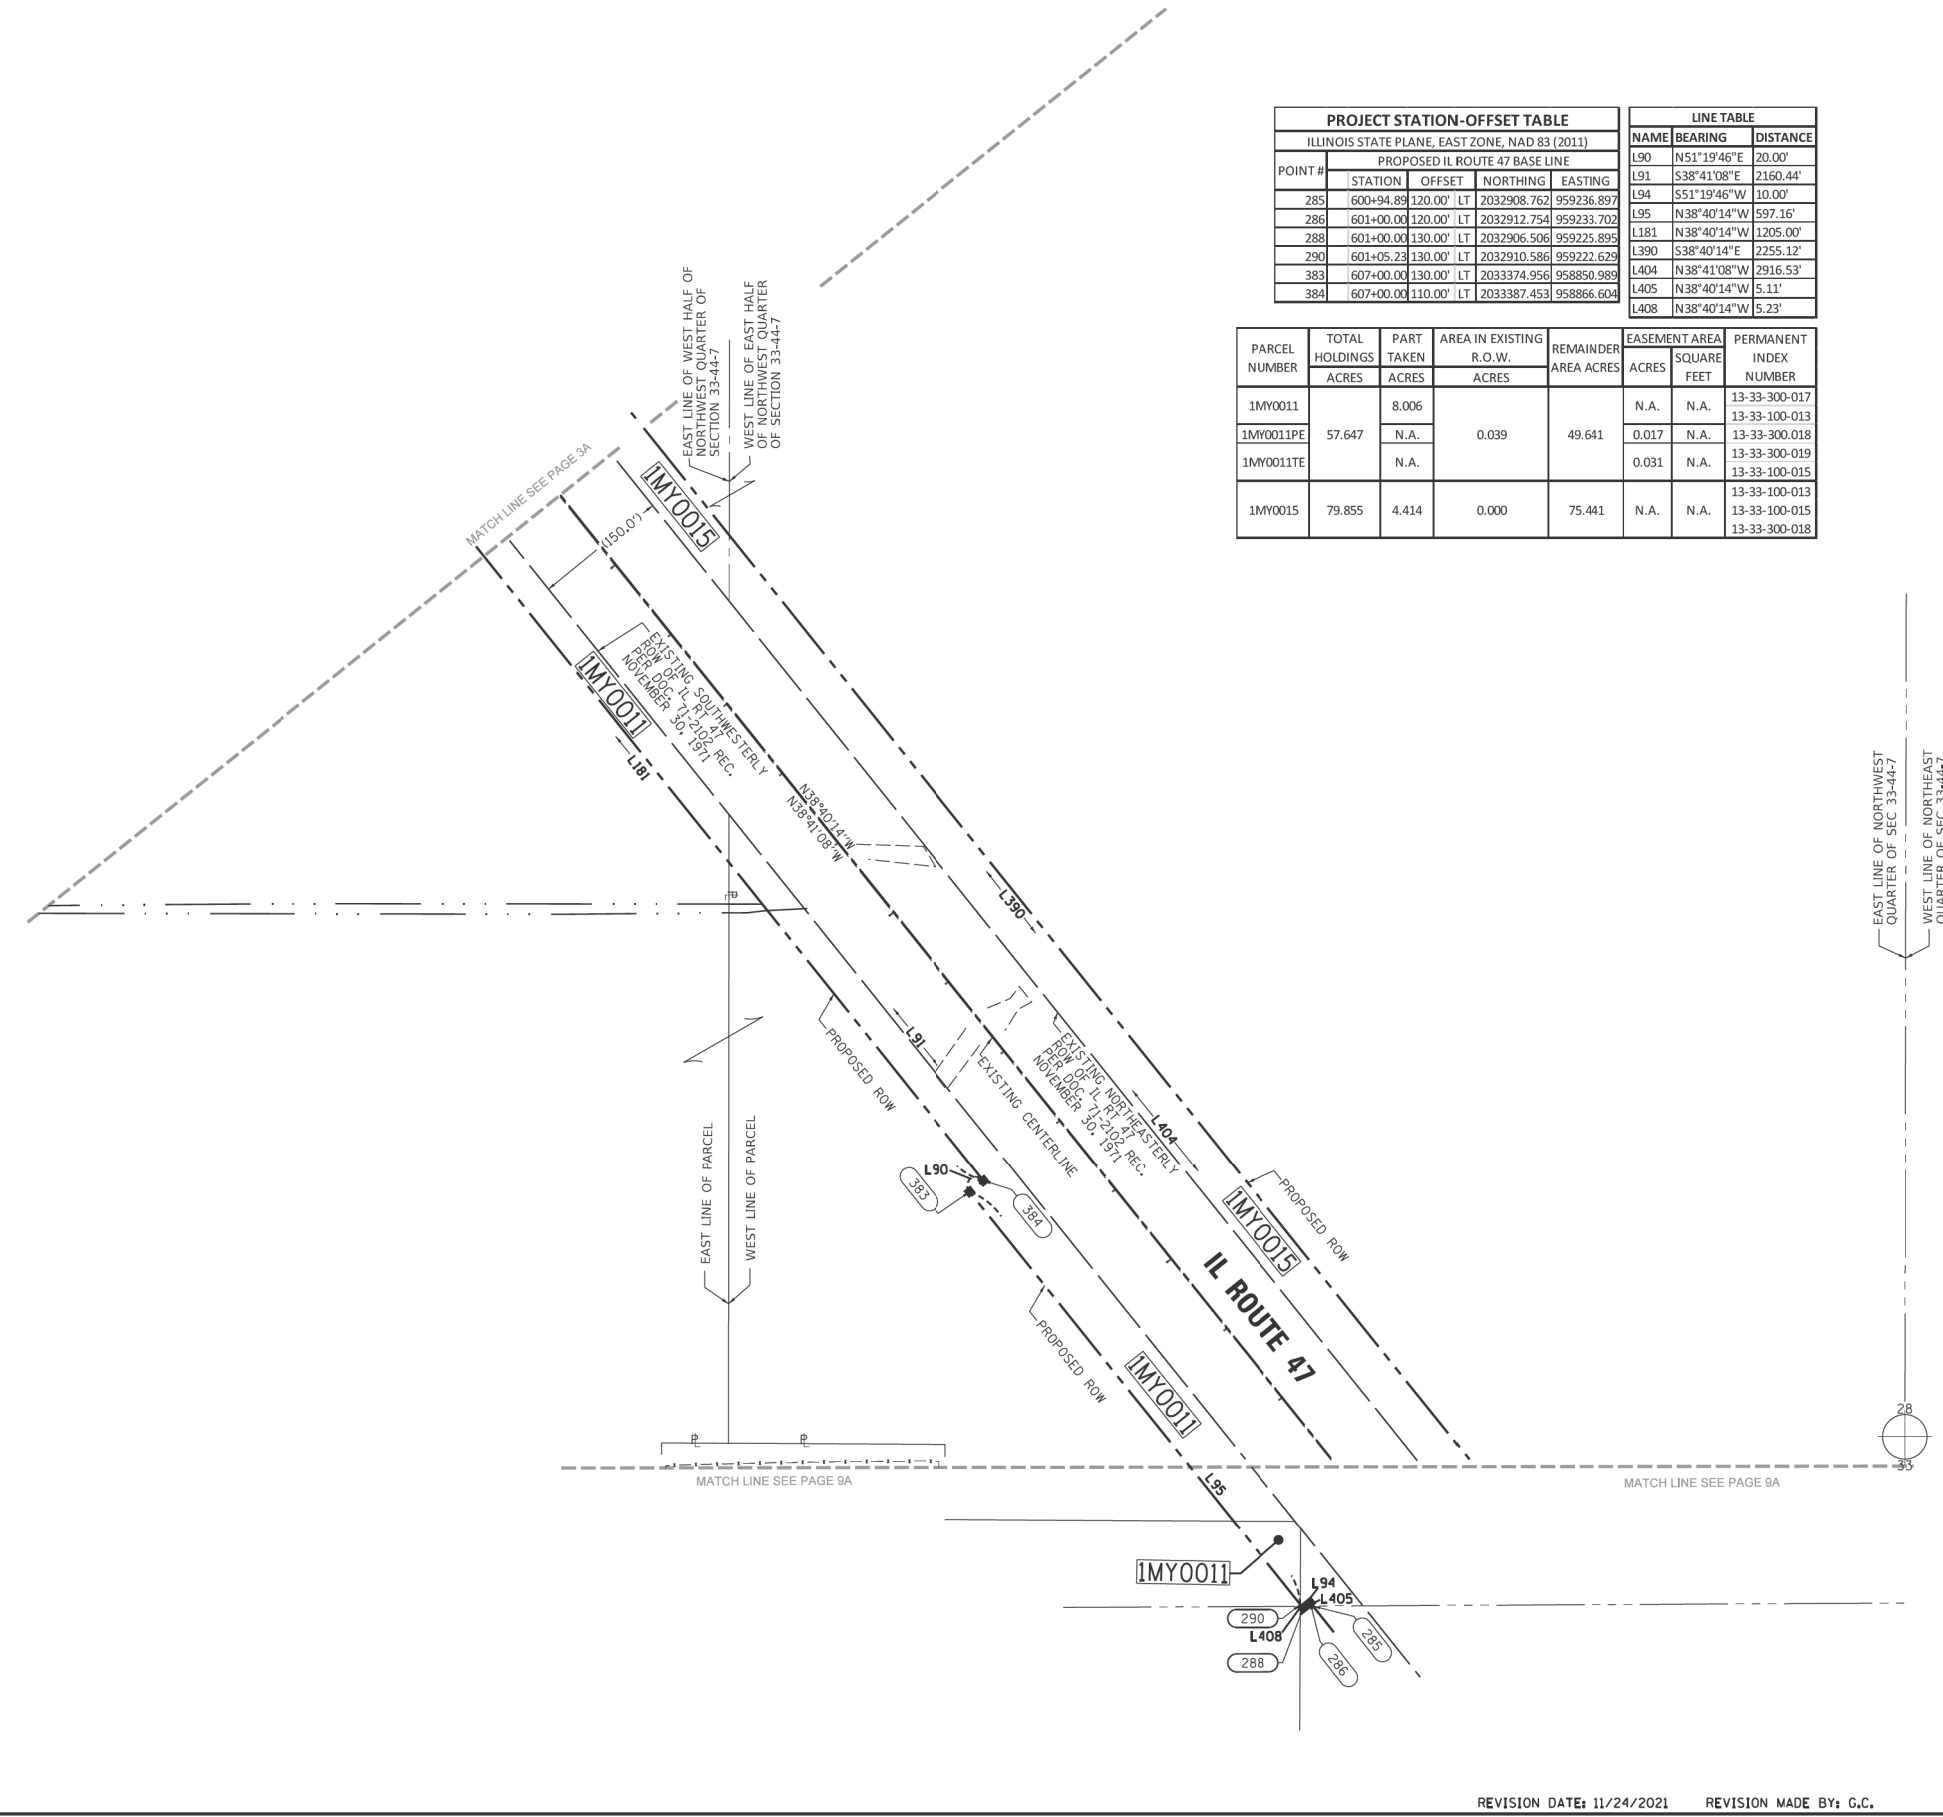 PROJECT STATION-OFFSET TABLE
ILLINOIS STATE PLANE, EAST ZONE, NAD 83 (2011)
POINT # PROPOSED IL ROUTE 47 BASE LINE
STATION OFFSET NORTHING EASTING
285 600+94.89 120.00' LT 2032908.762 959236.897
286 601+00.00 120.00' LT 2032912.754 959233.702
288 601+00.00 130.00' LT 2032906.506 959225.895
290 601+05.23 130.00' LT 2032910.586 959222.629
383 607+00.00 130.00' LT 2033374.956 958850.989
384 607+00.00 110.00' LT 2033387.453 958866.604
LINE TABLE
NAME BEARING DISTANCE
L90 N51°19'46"E 20.00'
L91 S38°41'08"E 2160.44'
L94 S51°19'46"W 10.00'
L95 N38°40'14"W 597.16'
L181 N38°40'14"W 1205.00'
L390 S38°40'14"E 2255.12'
L404 N38°41'08"W 2916.53'
L405 N38°40'14"W 5.11'
L408 N38°40'14"W 5.23'
PARCEL NUMBER TOTAL HOLDINGS PART TAKEN AREA IN EXISTING R.O.W. REMAINDER AREA ACRES EASEMENT AREA PERMANENT INDEX NUMBER
ACRES ACRES ACRES ACRES SQUARE FEET
1MY0011 8.006 N.A. N.A. 13-33-300-017
13-33-100-013
1MY0011PE 57.647 N.A. 0.039 49.641 0.017 N.A. 13-33-300.018
1MY0011TE N.A. 0.031 N.A. 13-33-300-019
13-33-100-015
1MY0015 79.855 4.414 0.000 75.441 N.A. N.A. 13-33-100-013
13-33-100-015
13-33-300-018
EAST LINE OF WEST HALF OF
NORTHWEST QUARTER OF
SECTION 33-44-7
WEST LINE OF EAST HALF
OF NORTHWEST QUARTER
OF SECTION 33-44-7
MATCH LINE SEE PAGE 3A
1MY0015
(150.0')
EXISTING SOUTHWESTERLY
ROW OF IL RT 47
PER DOC. 71-2102 REC.
NOVEMBER 30, 1971
1MY0011
L181
N38°40'14"W
N38°41'08"W
L390
EAST LINE OF NORTHWEST
QUARTER OF SEC 33-44-7
WEST LINE OF NORTHEAST
QUARTER OF SEC 33-44-7
PL
L91
PROPOSED ROW
EXISTING CENTERLINE
EXISTING NORTHEASTERLY
ROW OF IL RT 47
PER DOC. 71-2102 REC.
NOVEMBER 30, 1971
L404
EAST LINE OF PARCEL
WEST LINE OF PARCEL
L90
383
384
PROPOSED ROW
1MY0015
IL ROUTE 47
PROPOSED ROW
1MY0011
28
33
PL
PL
MATCH LINE SEE PAGE 9A
MATCH LINE SEE PAGE 9A
L95
1MY0011
L94
L405
290
L408
288
285
286
REVISION DATE: 11/24/2021 REVISION MADE BY: G.C.